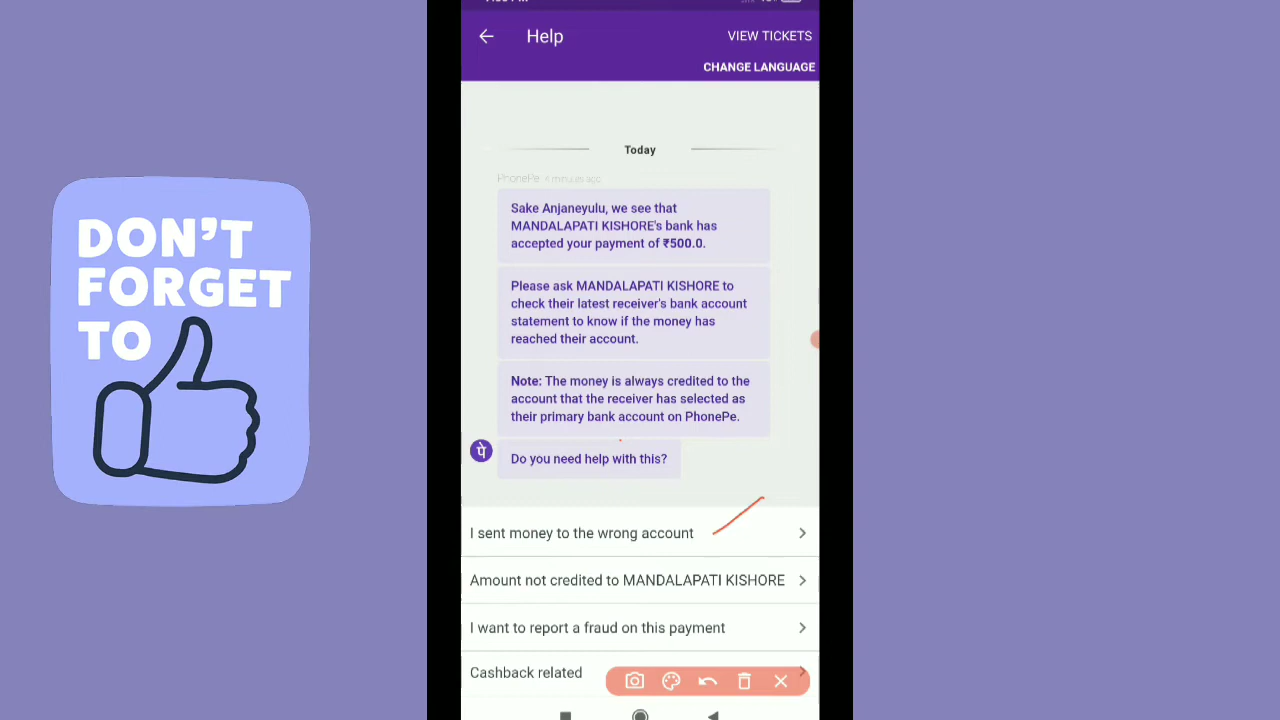 Help
VIEW TICKETS
CHANGE LANGUAGE
DON'T
FORGET
TO
Today
PhonePe 4 minutes ago
Sake Anjaneyulu, we see that
MANDALAPATI KISHORE's bank has
accepted your payment of ₹500.0.
Please ask MANDALAPATI KISHORE to
check their latest receiver's bank account
statement to know if the money has
reached their account.
Note: The money is always credited to the
account that the receiver has selected as
their primary bank account on PhonePe.
पे
Do you need help with this?
I sent money to the wrong account
Amount not credited to MANDALAPATI KISHORE
I want to report a fraud on this payment
Cashback related